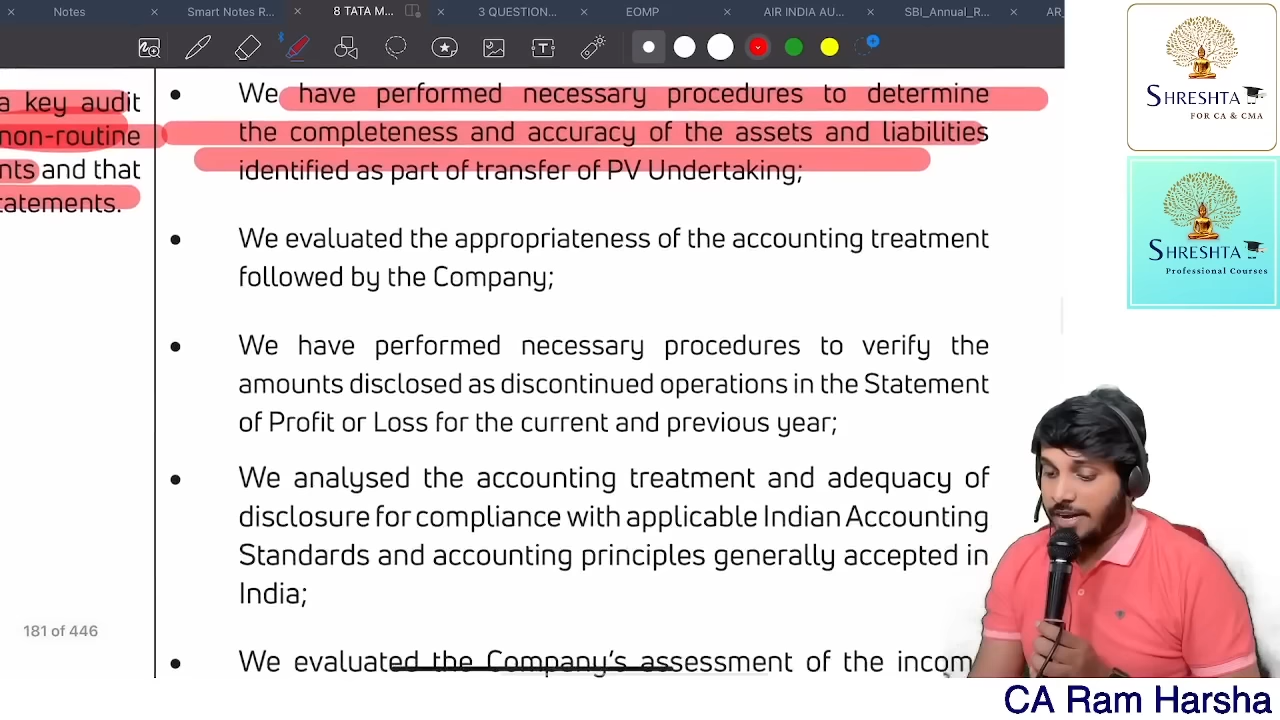 Notes
Smart Notes R...
8 TATA M...
3 QUESTION...
EOMP
AIR INDIA AU...
SBI_Annual_R...
AR_
a key audit
non-routine
nts and that
tatements.
• We have performed necessary procedures to determine
the completeness and accuracy of the assets and liabilities
identified as part of transfer of PV Undertaking;
• We evaluated the appropriateness of the accounting treatment
followed by the Company;
• We have performed necessary procedures to verify the
amounts disclosed as discontinued operations in the Statement
of Profit or Loss for the current and previous year;
• We analysed the accounting treatment and adequacy of
disclosure for compliance with applicable Indian Accounting
Standards and accounting principles generally accepted in
India;
• We evaluated the Company's assessment of the incom
181 of 446
SHRESHTA
FOR CA & CMA
SHRESHTA
Professional Courses
CA Ram Harsha